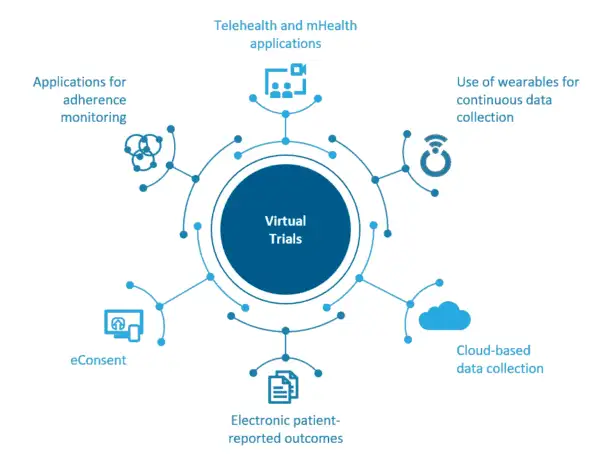 Telehealth and mHealth
applications
Applications for
adherence
monitoring
Use of wearables for
continuous data
collection
Virtual
Trials
eConsent
Cloud-based
data collection
Electronic patient-
reported outcomes